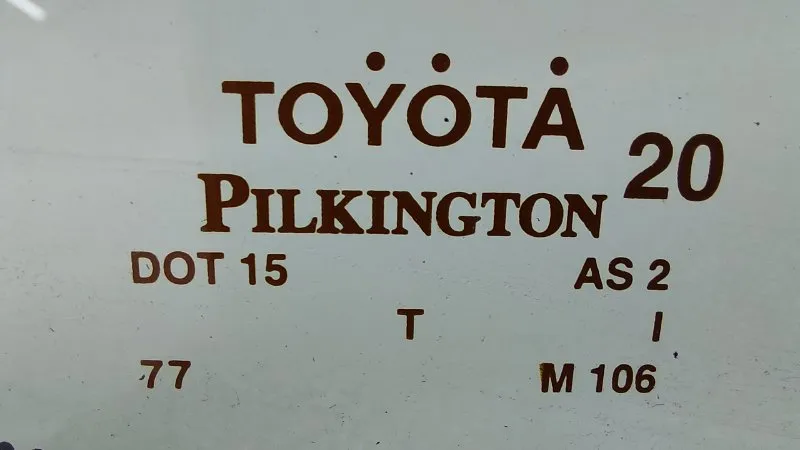 TOYOTA
20
PILKINGTON
DOT 15 AS 2
T I
77 M 106